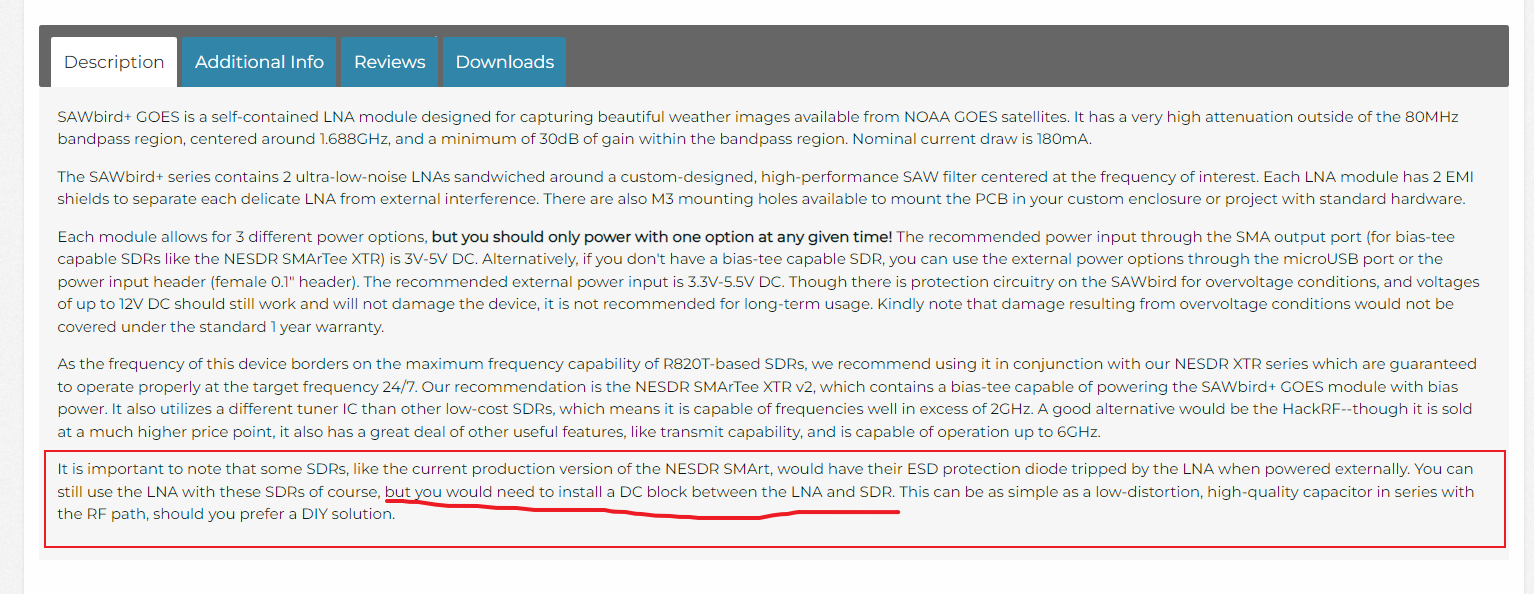 Description Additional Info Reviews Downloads
SAWbird+ GOES is a self-contained LNA module designed for capturing beautiful weather images available from NOAA GOES satellites. It has a very high attenuation outside of the 80MHz
bandpass region, centered around 1.688GHz, and a minimum of 30dB of gain within the bandpass region. Nominal current draw is 180mA.
The SAWbird+ series contains 2 ultra-low-noise LNAs sandwiched around a custom-designed, high-performance SAW filter centered at the frequency of interest. Each LNA module has 2 EMI
shields to separate each delicate LNA from external interference. There are also M3 mounting holes available to mount the PCB in your custom enclosure or project with standard hardware.
Each module allows for 3 different power options, but you should only power with one option at any given time! The recommended power input through the SMA output port (for bias-tee
capable SDRs like the NESDR SMArTee XTR) is 3V-5V DC. Alternatively, if you don't have a bias-tee capable SDR, you can use the external power options through the microUSB port or the
power input header (female 0.1" header). The recommended external power input is 3.3V-5.5V DC. Though there is protection circuitry on the SAWbird for overvoltage conditions, and voltages
of up to 12V DC should still work and will not damage the device, it is not recommended for long-term usage. Kindly note that damage resulting from overvoltage conditions would not be
covered under the standard 1 year warranty.
As the frequency of this device borders on the maximum frequency capability of R820T-based SDRs, we recommend using it in conjunction with our NESDR XTR series which are guaranteed
to operate properly at the target frequency 24/7. Our recommendation is the NESDR SMArTee XTR v2, which contains a bias-tee capable of powering the SAWbird+ GOES module with bias
power. It also utilizes a different tuner IC than other low-cost SDRs, which means it is capable of frequencies well in excess of 2GHz. A good alternative would be the HackRF--though it is sold
at a much higher price point, it also has a great deal of other useful features, like transmit capability, and is capable of operation up to 6GHz.
It is important to note that some SDRs, like the current production version of the NESDR SMArt, would have their ESD protection diode tripped by the LNA when powered externally. You can
still use the LNA with these SDRs of course, but you would need to install a DC block between the LNA and SDR. This can be as simple as a low-distortion, high-quality capacitor in series with
the RF path, should you prefer a DIY solution.